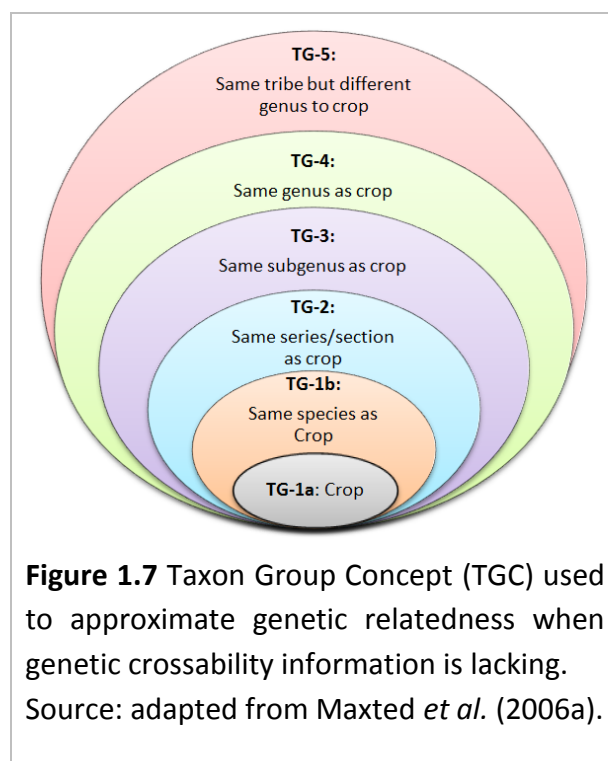 TG-5:
Same tribe but different
genus to crop
TG-4:
Same genus as crop
TG-3:
Same subgenus as crop
TG-2:
Same series/section
as crop
TG-1b:
Same species as
Crop
TG-1a: Crop
Figure 1.7 Taxon Group Concept (TGC) used
to approximate genetic relatedness when
genetic crossability information is lacking.
Source: adapted from Maxted et al. (2006a).